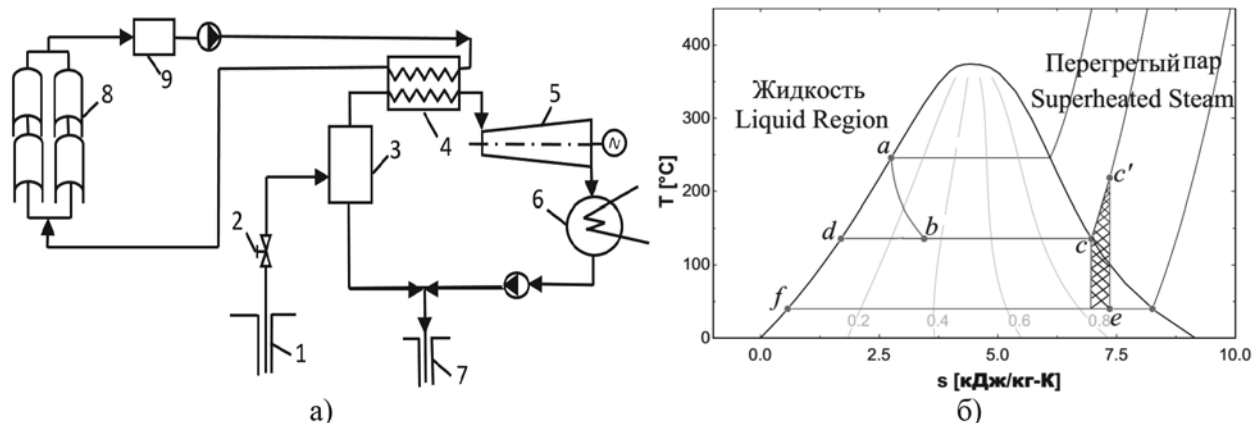 9
8
4
5
N
3
6
2
1
7
а)
400
300
200
100
0
T [°C]
Жидкость
Liquid Region
Перегретый пар
Superheated Steam
a
c'
d
b
c
f
e
0.2
0.4
0.6
0.8
0.0
2.5
5.0
7.5
10.0
s [кДж/кг-К]
б)